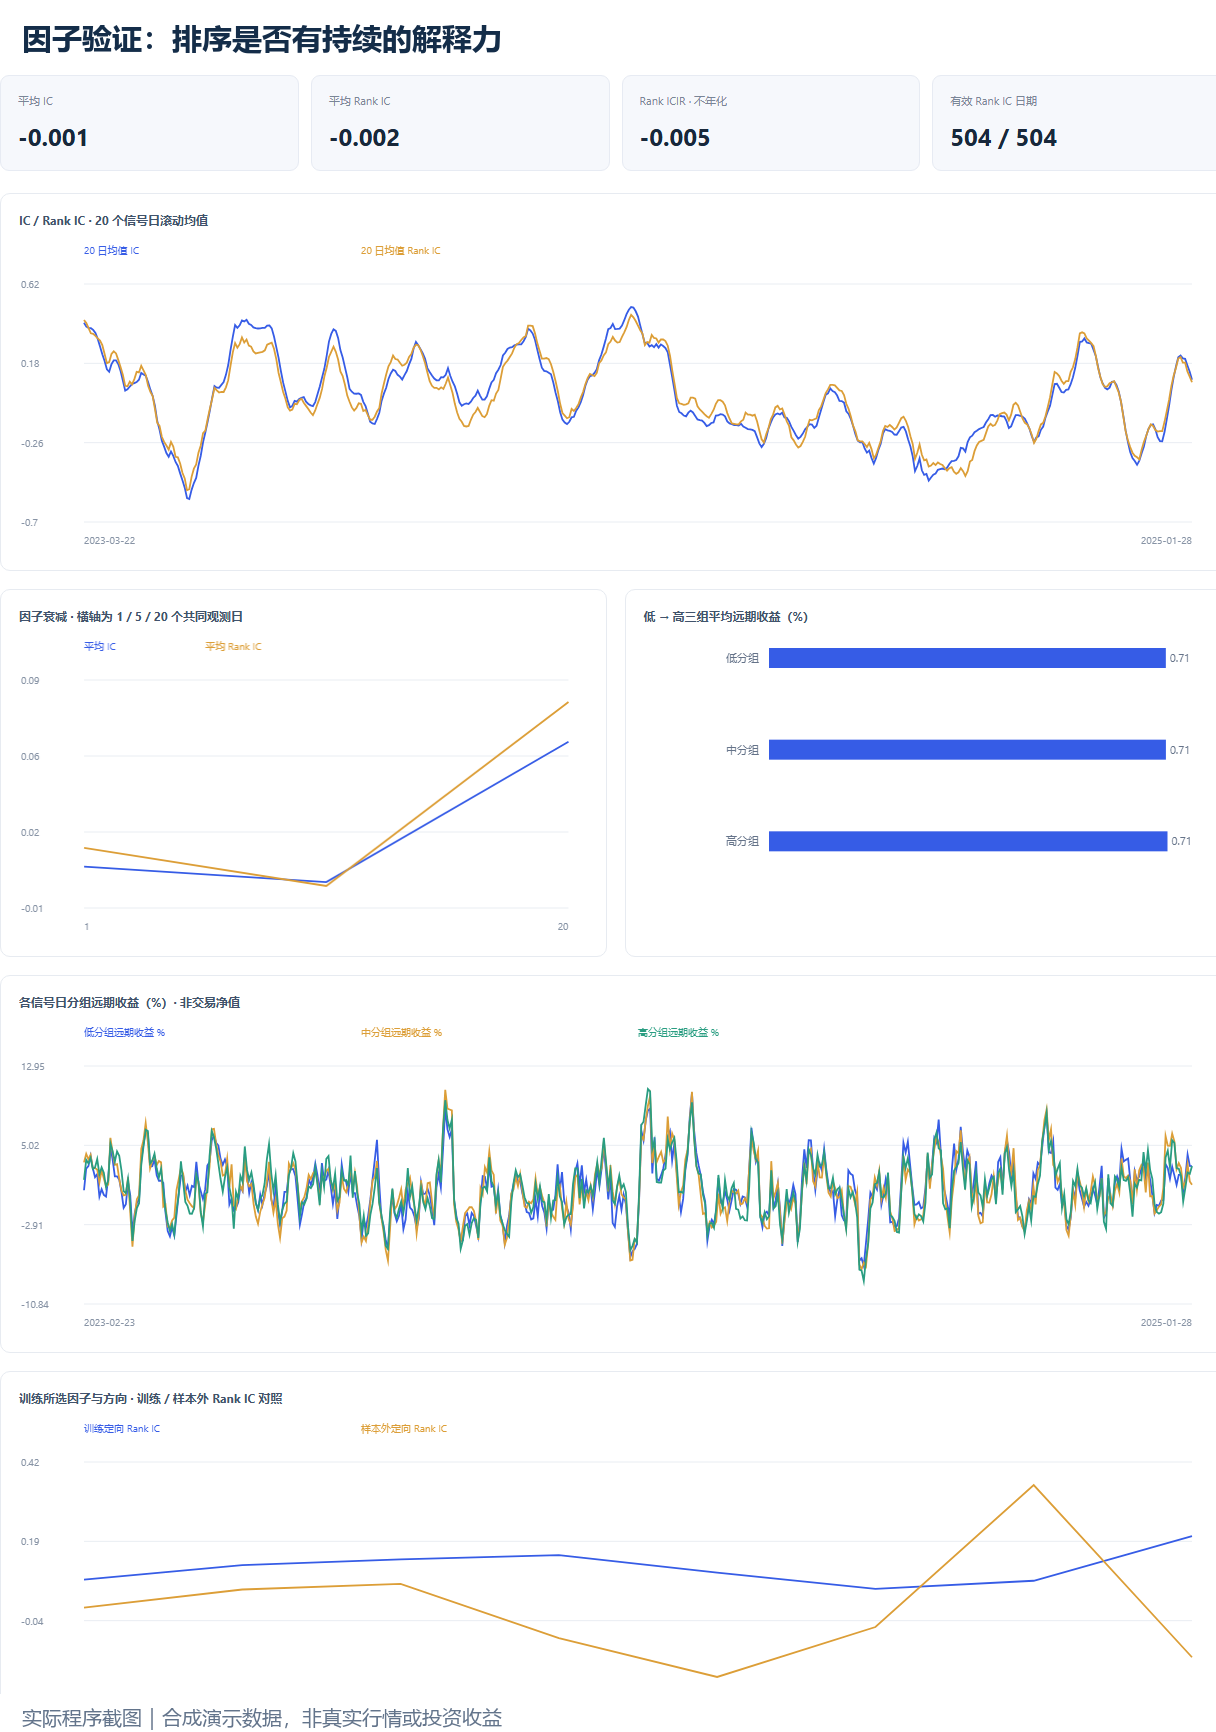 因子验证：排序是否有持续的解释力
平均 IC
-0.001
平均 Rank IC
-0.002
Rank ICIR · 不年化
-0.005
有效 Rank IC 日期
504 / 504
IC / Rank IC · 20 个信号日滚动均值
20 日均值 IC
20 日均值 Rank IC
0.62
0.18
-0.26
-0.7
2023-03-22
2025-01-28
因子衰减 · 横轴为 1 / 5 / 20 个共同观测日
平均 IC
平均 Rank IC
0.09
0.06
0.02
-0.01
1
20
低 → 高三组平均远期收益（%）
低分组
0.71
中分组
0.71
高分组
0.71
各信号日分组远期收益（%）· 非交易净值
低分组远期收益 %
中分组远期收益 %
高分组远期收益 %
12.95
5.02
-2.91
-10.84
2023-02-23
2025-01-28
训练所选因子与方向 · 训练 / 样本外 Rank IC 对照
训练定向 Rank IC
样本外定向 Rank IC
0.42
0.19
-0.04
实际程序截图｜合成演示数据，非真实行情或投资收益